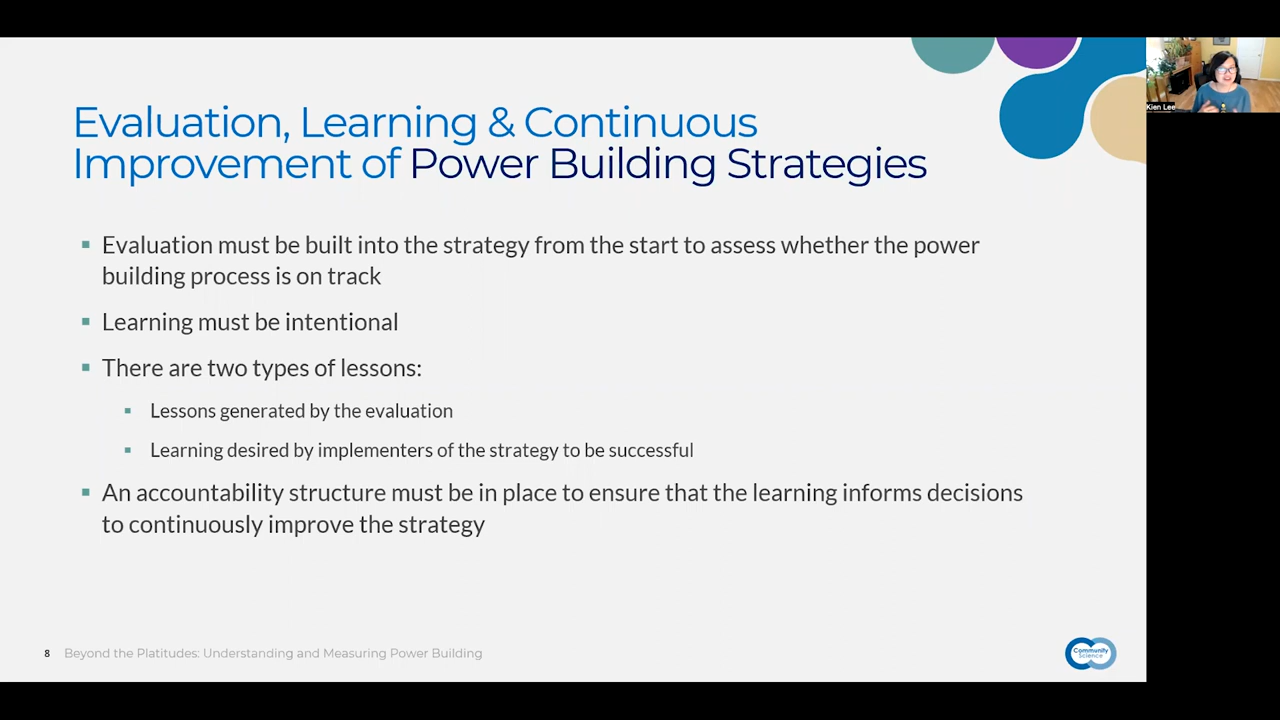 Evaluation, Learning & Continuous
Improvement of Power Building Strategies
▪ Evaluation must be built into the strategy from the start to assess whether the power
building process is on track
▪ Learning must be intentional
▪ There are two types of lessons:
▪ Lessons generated by the evaluation
▪ Learning desired by implementers of the strategy to be successful
▪ An accountability structure must be in place to ensure that the learning informs decisions
to continuously improve the strategy
8 Beyond the Platitudes: Understanding and Measuring Power Building
Community
Science
Kien Lee